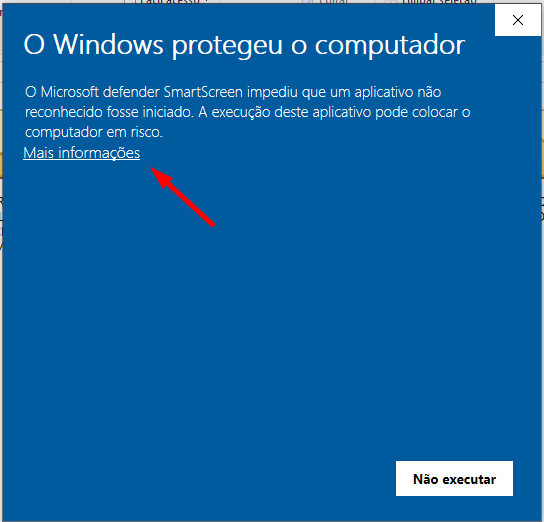 O Windows protegeu o computador
O Microsoft defender SmartScreen impediu que um aplicativo não
reconhecido fosse iniciado. A execução deste aplicativo pode colocar o
computador em risco.
Mais informações
Não executar